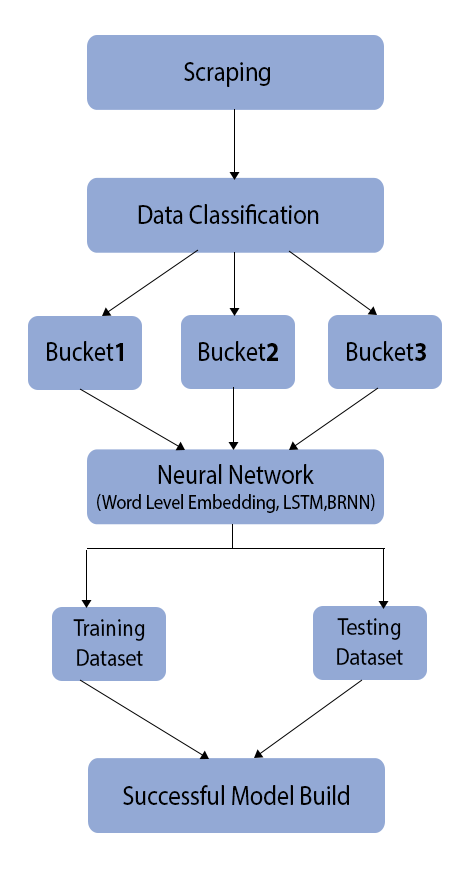 Scraping
Data Classification
Bucket1
Bucket2
Bucket3
Neural Network
(Word Level Embedding, LSTM,BRNN)
Training
Dataset
Testing
Dataset
Successful Model Build